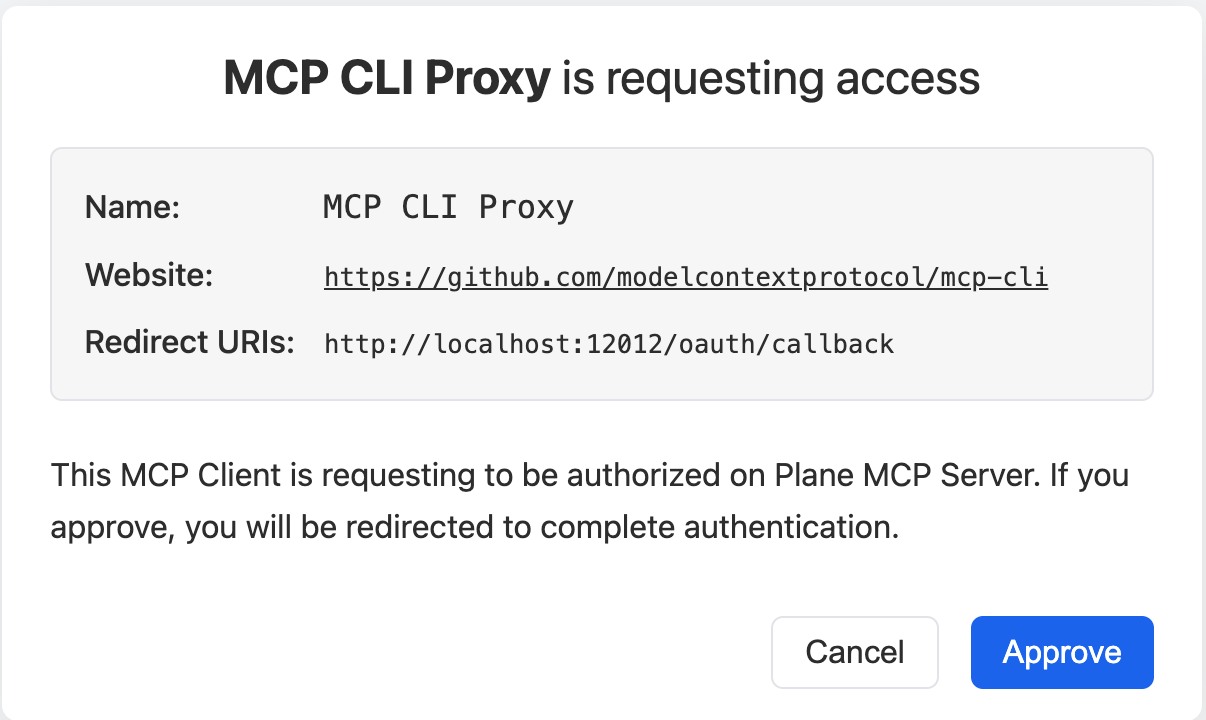 MCP CLI Proxy is requesting access
Name: MCP CLI Proxy
Website: https://github.com/modelcontextprotocol/mcp-cli
Redirect URIs: http://localhost:12012/oauth/callback
This MCP Client is requesting to be authorized on Plane MCP Server. If you
approve, you will be redirected to complete authentication.
Cancel Approve